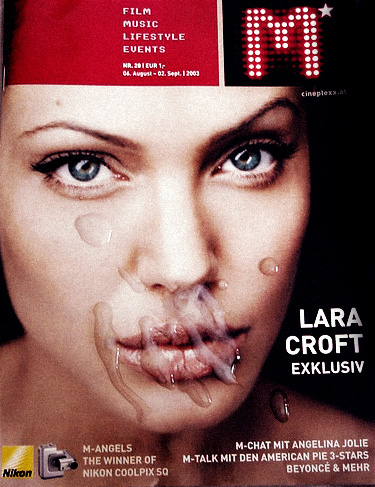 FILM
MUSIC
LIFESTYLE
EVENTS
NR. 28 | EUR 1,-
06. August – 02. Sept. | 2003
M
cineplexx.at
LARA
CROFT
EXKLUSIV
Nikon
M-ANGELS
THE WINNER OF
NIKON COOLPIX SQ
M-CHAT MIT ANGELINA JOLIE
M-TALK MIT DEN AMERICAN PIE 3-STARS
BEYONCÉ & MEHR